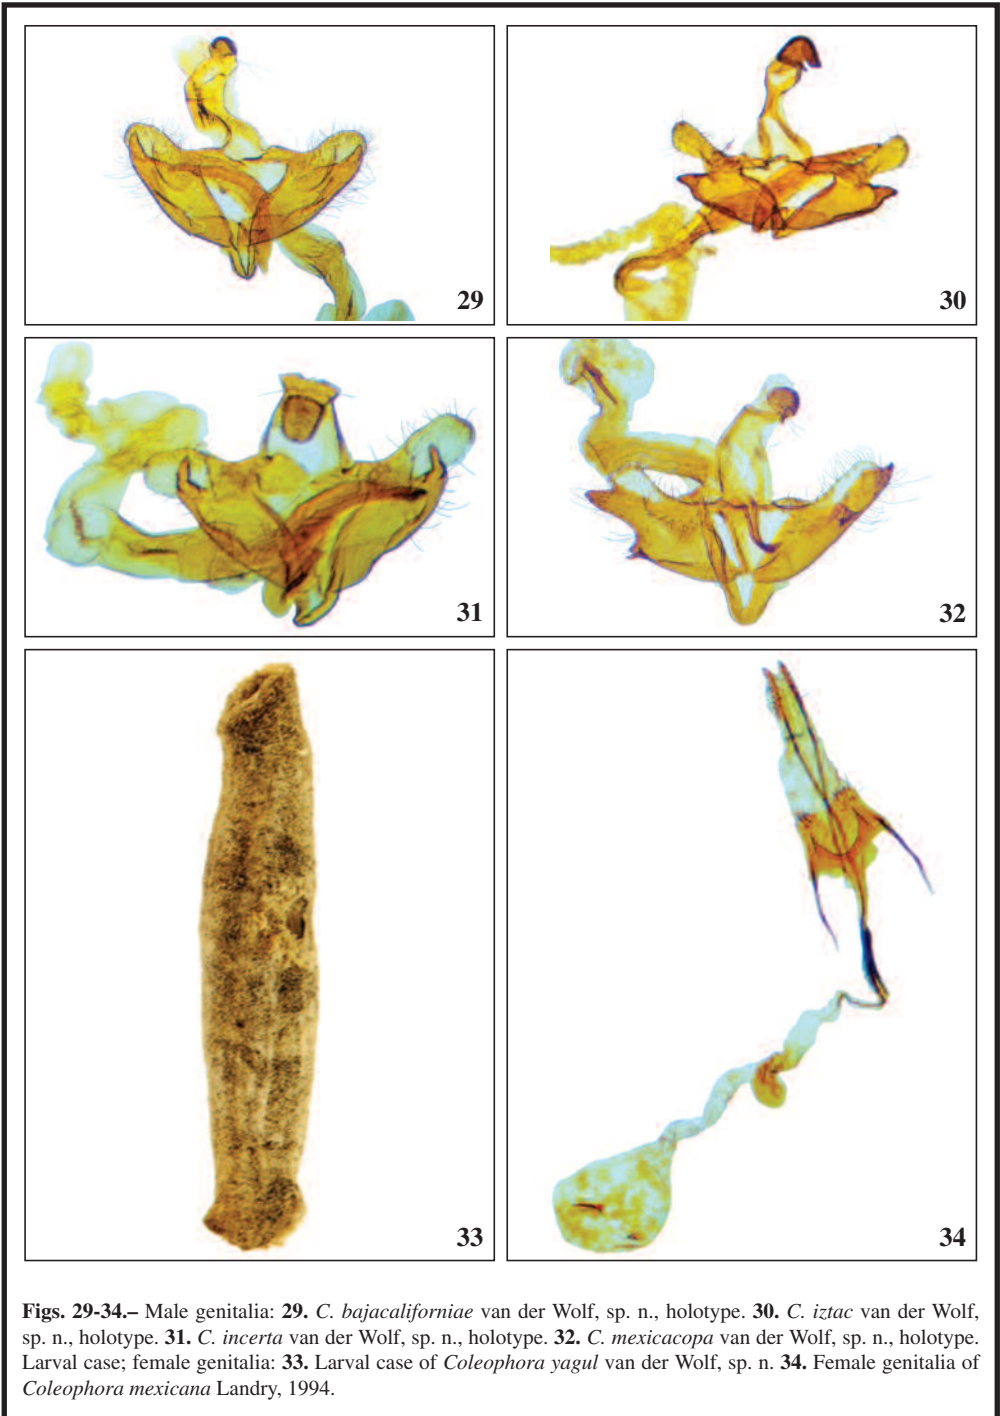 29
30
31
32
33
34
Figs. 29-34.– Male genitalia: 29. C. bajacaliforniae van der Wolf, sp. n., holotype. 30. C. iztac van der Wolf,
sp. n., holotype. 31. C. incerta van der Wolf, sp. n., holotype. 32. C. mexicacopa van der Wolf, sp. n., holotype.
Larval case; female genitalia: 33. Larval case of Coleophora yagul van der Wolf, sp. n. 34. Female genitalia of
Coleophora mexicana Landry, 1994.